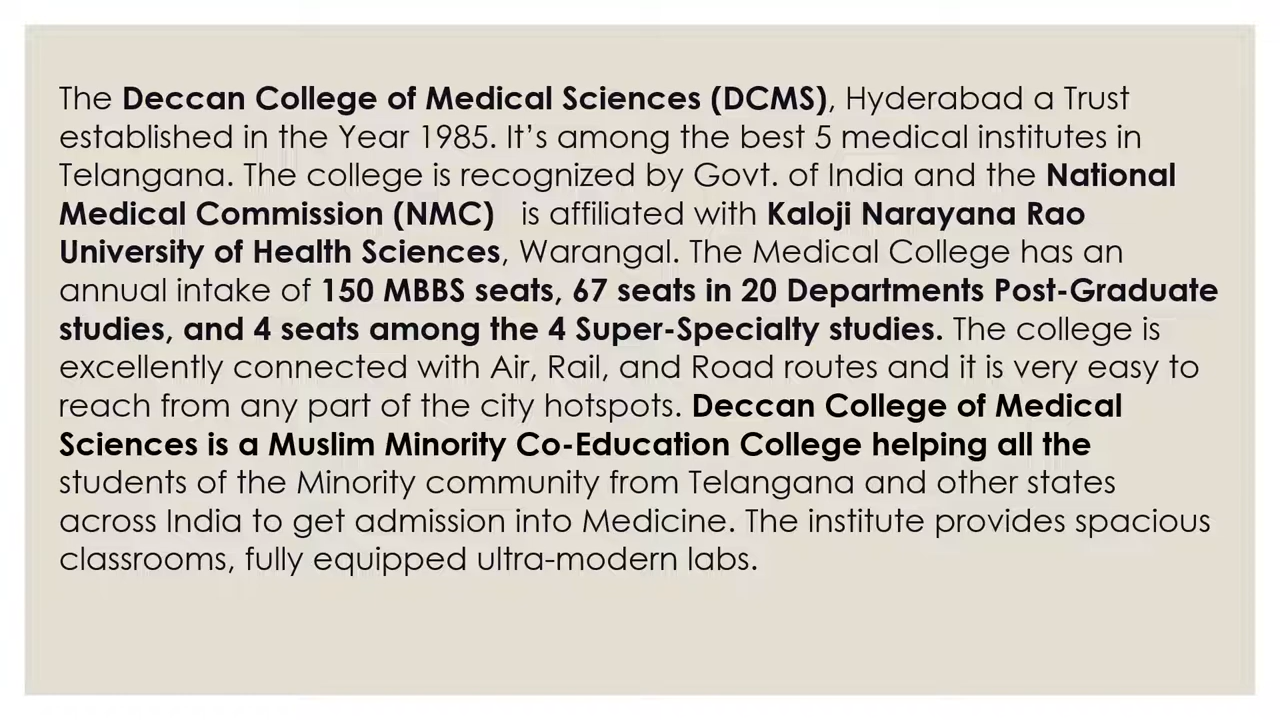 The Deccan College of Medical Sciences (DCMS), Hyderabad a Trust
established in the Year 1985. It’s among the best 5 medical institutes in
Telangana. The college is recognized by Govt. of India and the National
Medical Commission (NMC)   is affiliated with Kaloji Narayana Rao
University of Health Sciences, Warangal. The Medical College has an
annual intake of 150 MBBS seats, 67 seats in 20 Departments Post-Graduate
studies, and 4 seats among the 4 Super-Specialty studies. The college is
excellently connected with Air, Rail, and Road routes and it is very easy to
reach from any part of the city hotspots. Deccan College of Medical
Sciences is a Muslim Minority Co-Education College helping all the
students of the Minority community from Telangana and other states
across India to get admission into Medicine. The institute provides spacious
classrooms, fully equipped ultra-modern labs.